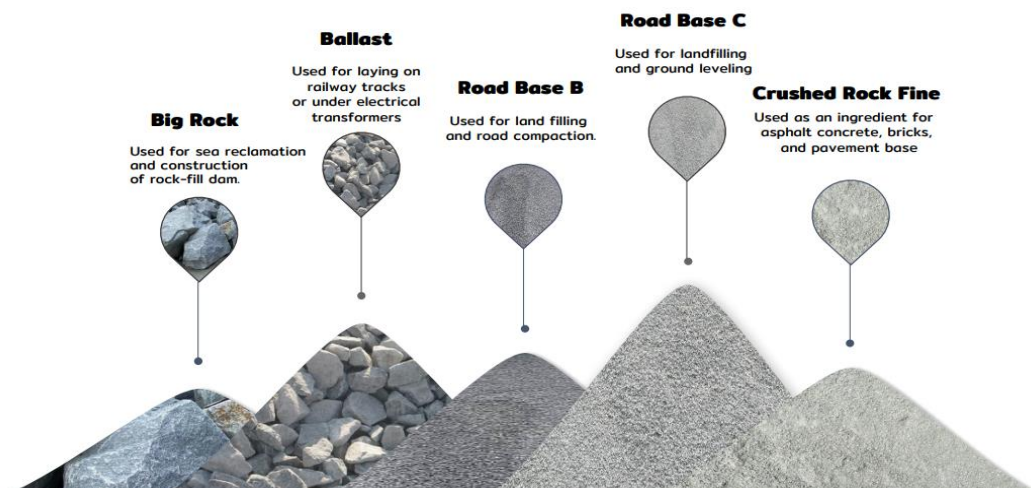 Big Rock
Used for sea reclamation
and construction
of rock-fill dam.
Ballast
Used for laying on
railway tracks
or under electrical
transformers
Road Base B
Used for land filling
and road compaction.
Road Base C
Used for landfilling
and ground leveling
Crushed Rock Fine
Used as an ingredient for
asphalt concrete, bricks,
and pavement base